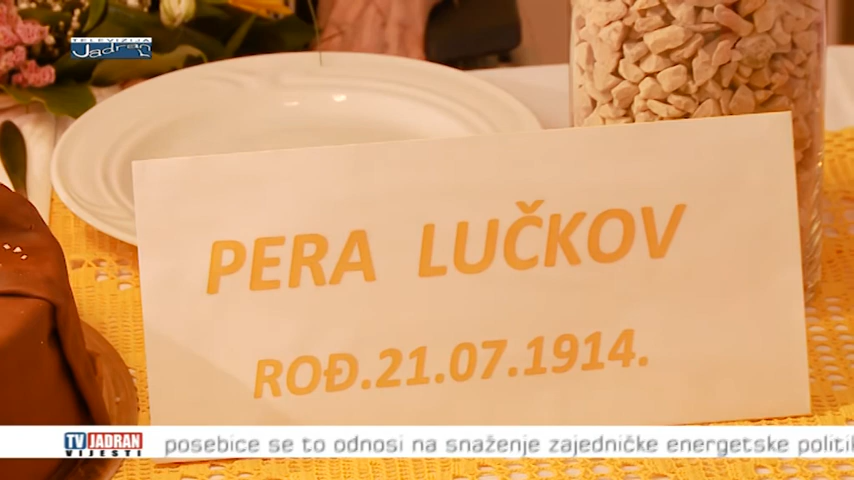 TELEVIZIJA
Jadran
PERA LUČKOV
ROĐ.21.07.1914.
TV JADRAN
VIJESTI
posebice se to odnosi na snaženje zajedničke energetske politik